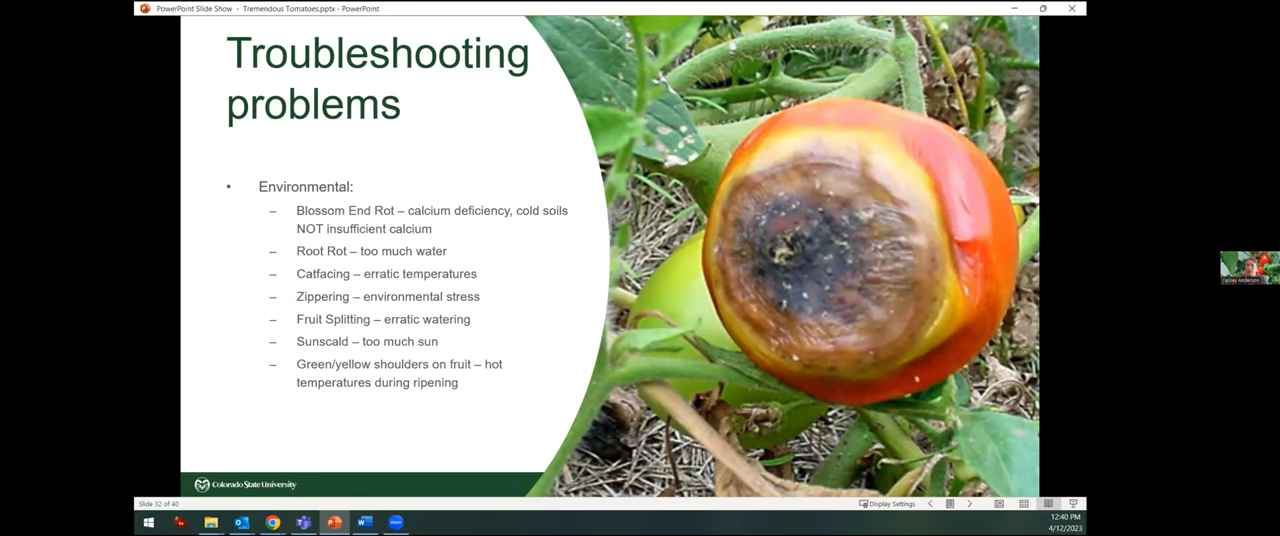 PowerPoint Slide Show - Tremendous Tomatoes.pptx - PowerPoint
Troubleshooting
problems
• Environmental:
– Blossom End Rot – calcium deficiency, cold soils
NOT insufficient calcium
– Root Rot – too much water
– Catfacing – erratic temperatures
– Zippering – environmental stress
– Fruit Splitting – erratic watering
– Sunscald – too much sun
– Green/yellow shoulders on fruit – hot
temperatures during ripening
Cassey Anderson
Colorado State University
Slide 32 of 40
Display Settings
12:40 PM
4/12/2023